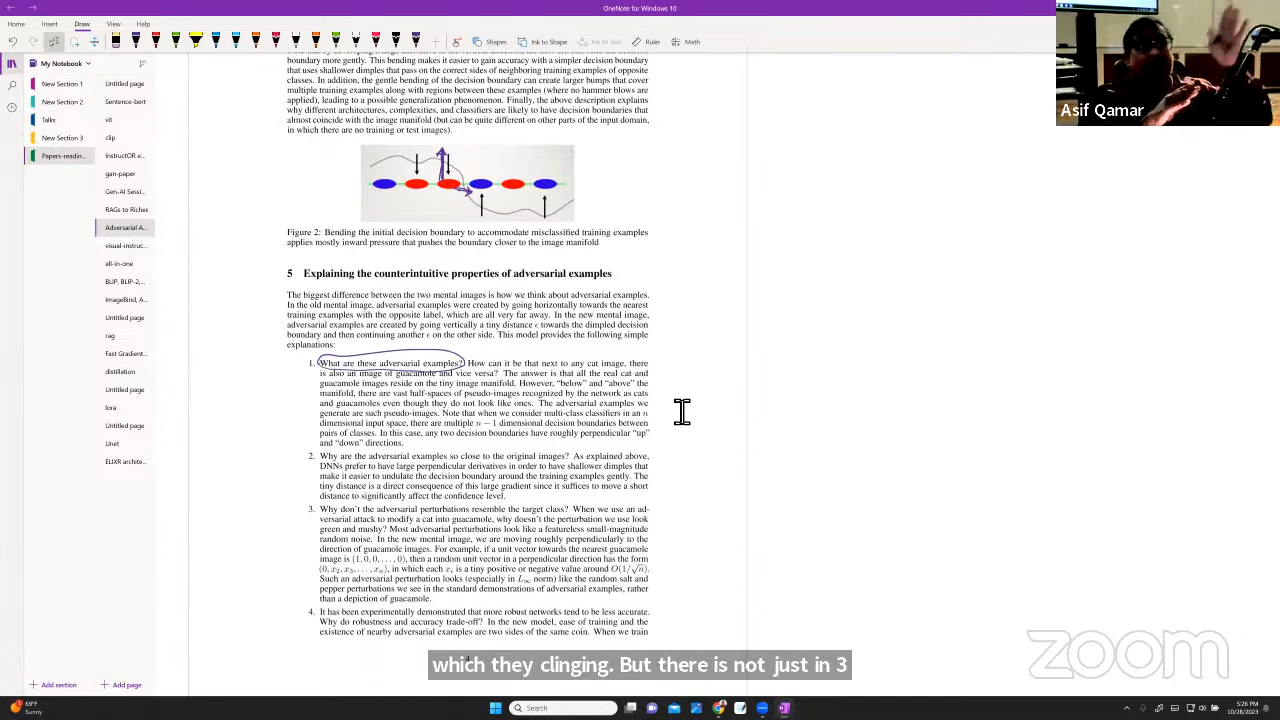 OneNote for Windows 10
Home Insert Draw View Help
Shapes Ink to Shape Ink to Text Ruler Math
My Notebook
New Section 1
New Section 2
Talks
New Section 3
Papers-readin...
Untitled page
Sentence-bert
vit
clip
InstructOR e...
gan-paper
Gen-AI Sessi...
RAGs to Riches
Adversarial A...
visual-instruc...
all-in-one
BLIP, BLIP-2,...
ImageBind, A...
Untitled page
rag
Fast Gradient...
distillation
Untitled page
lora
Untitled page
Unet
ELIXR archite...
Add section
Add page
boundary more gently. This bending makes it easier to gain accuracy with a simpler decision boundary
that uses shallower dimples that pass on the correct sides of neighboring training examples of opposite
classes. In addition, the gentle bending of the decision boundary can create larger bumps that cover
multiple training examples along with regions between these examples (where no hammer blows are
applied), leading to a possible generalization phenomenon. Finally, the above description explains
why different architectures, complexities, and classifiers are likely to have decision boundaries that
almost coincide with the image manifold (but can be quite different on other parts of the input domain,
in which there are no training or test images).
Figure 2: Bending the initial decision boundary to accommodate misclassified training examples
applies mostly inward pressure that pushes the boundary closer to the image manifold
5 Explaining the counterintuitive properties of adversarial examples
The biggest difference between the two mental images is how we think about adversarial examples.
In the old mental image, adversarial examples were created by going horizontally towards the nearest
training examples with the opposite label, which are all very far away. In the new mental image,
adversarial examples are created by going vertically a tiny distance ϵ towards the dimpled decision
boundary and then continuing another ϵ on the other side. This model provides the following simple
explanations:
1. What are these adversarial examples? How can it be that next to any cat image, there
is also an image of guacamole and vice versa? The answer is that all the real cat and
guacamole images reside on the tiny image manifold. However, “below” and “above” the
manifold, there are vast half-spaces of pseudo-images recognized by the network as cats
and guacamoles even though they do not look like ones. The adversarial examples we
generate are such pseudo-images. Note that when we consider multi-class classifiers in an n
dimensional input space, there are multiple n − 1 dimensional decision boundaries between
pairs of classes. In this case, any two decision boundaries have roughly perpendicular “up”
and “down” directions.
2. Why are the adversarial examples so close to the original images? As explained above,
DNNs prefer to have large perpendicular derivatives in order to have shallower dimples that
make it easier to undulate the decision boundary around the training examples gently. The
tiny distance is a direct consequence of this large gradient since it suffices to move a short
distance to significantly affect the confidence level.
3. Why don’t the adversarial perturbations resemble the target class? When we use an ad-
versarial attack to modify a cat into guacamole, why doesn’t the perturbation we use look
green and mushy? Most adversarial perturbations look like a featureless small-magnitude
random noise. In the new mental image, we are moving roughly perpendicularly to the
direction of guacamole images. For example, if a unit vector towards the nearest guacamole
image is (1, 0, 0, . . . , 0), then a random unit vector in a perpendicular direction has the form
(0, x₂, x₃, . . . , xₙ), in which each xᵢ is a tiny positive or negative value around O(1/√n).
Such an adversarial perturbation looks (especially in L∞ norm) like the random salt and
pepper perturbations we see in the standard demonstrations of adversarial examples, rather
than a depiction of guacamole.
4. It has been experimentally demonstrated that more robust networks tend to be less accurate.
Why do robustness and accuracy trade-off? In the new model, ease of training and the
existence of nearby adversarial examples are two sides of the same coin. When we train
Asif Qamar
zoom
which they clinging. But there is not just in 3
69°F
Sunny
Search
5:26 PM
10/28/2023